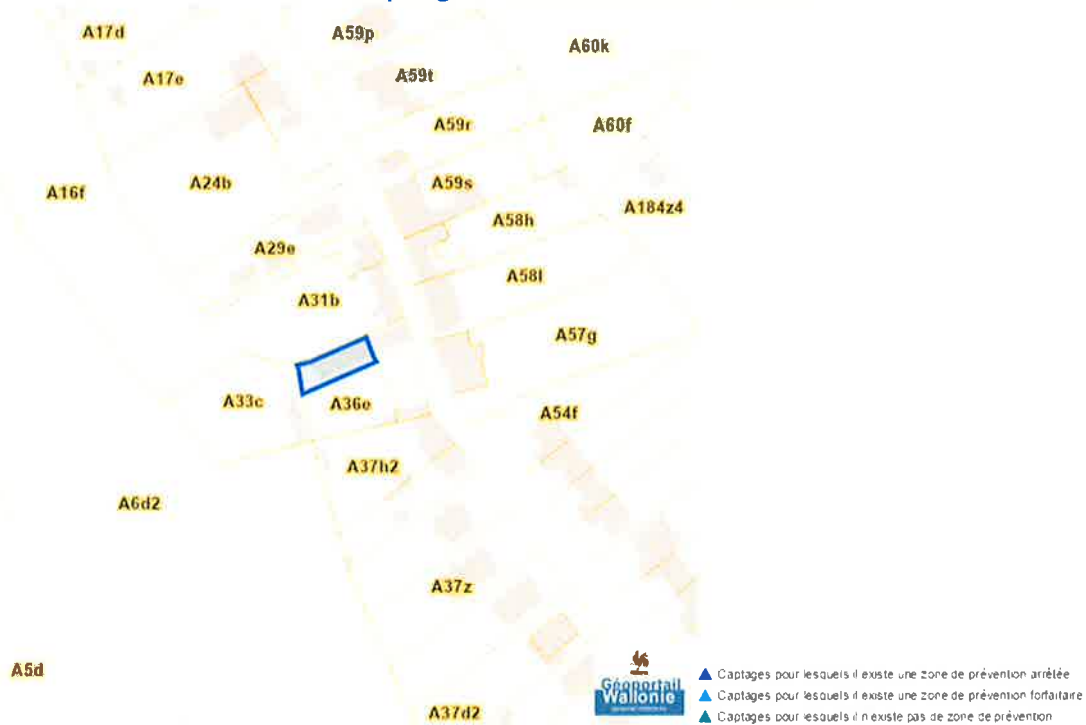 A17d
A59p
A60k
A17e
A59t
A59r
A60f
A24b
A59s
A16f
A184z4
A58h
A29e
A58l
A31b
A57g
A33c
A36e
A54f
A37h2
A6d2
A37z
A5d
A37d2
Géoportail
Wallonie
Captages pour lesquels il existe une zone de prévention arrêtée
Captages pour lesquels il existe une zone de prévention forfaitaire
Captages pour lesquels il n existe pas de zone de prévention